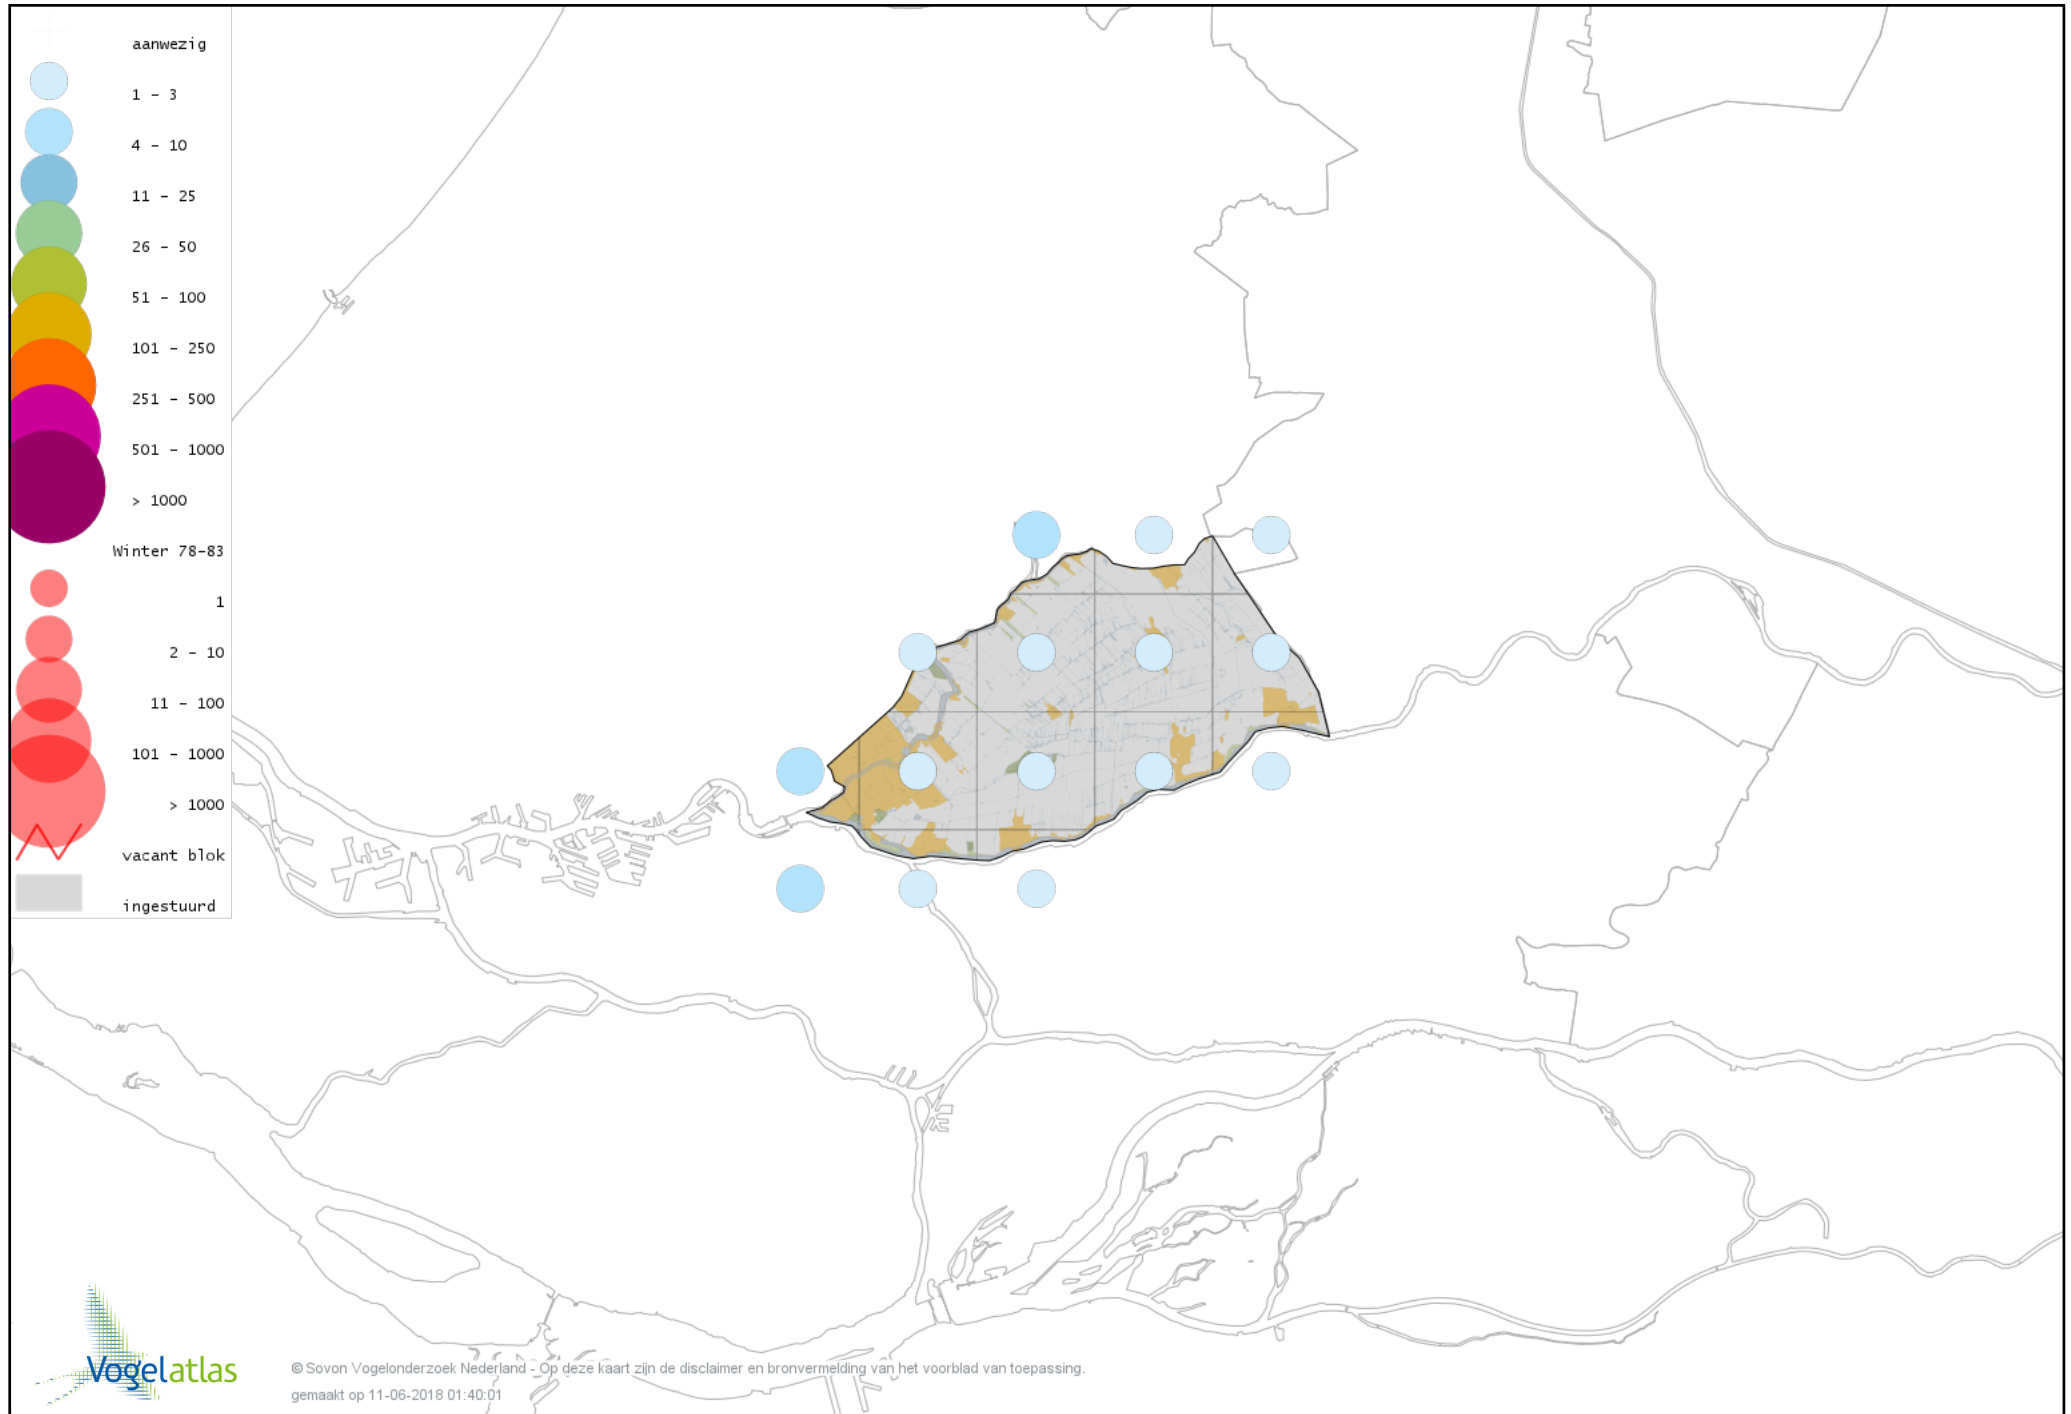 aanwezig
1 - 3
4 - 10
11 - 25
26 - 50
51 - 100
101 - 250
251 - 500
501 - 1000
> 1000
Winter 78-83
1
2 - 10
11 - 100
101 - 1000
> 1000
vacant blok
ingestuurd
Vogelatlas
© Sovon Vogelonderzoek Nederland - Op deze kaart zijn de disclaimer en bronvermelding van het voorblad van toepassing.
gemaakt op 11-06-2018 01:40:01